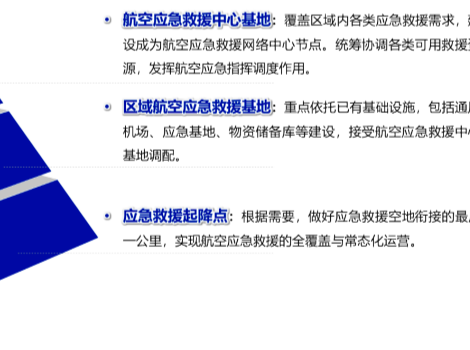 航空应急救援中心基地：覆盖区域内各类应急救援需求，
设成为航空应急救援网络中心节点。统筹协调各类可用救援
源，发挥航空应急指挥调度作用。
区域航空应急救援基地：重点依托已有基础设施，包括通
机场、应急基地、物资储备库等建设，接受航空应急救援中
基地调配。
应急救援起降点：根据需要，做好应急救援空地衔接的最
一公里，实现航空应急救援的全覆盖与常态化运营。